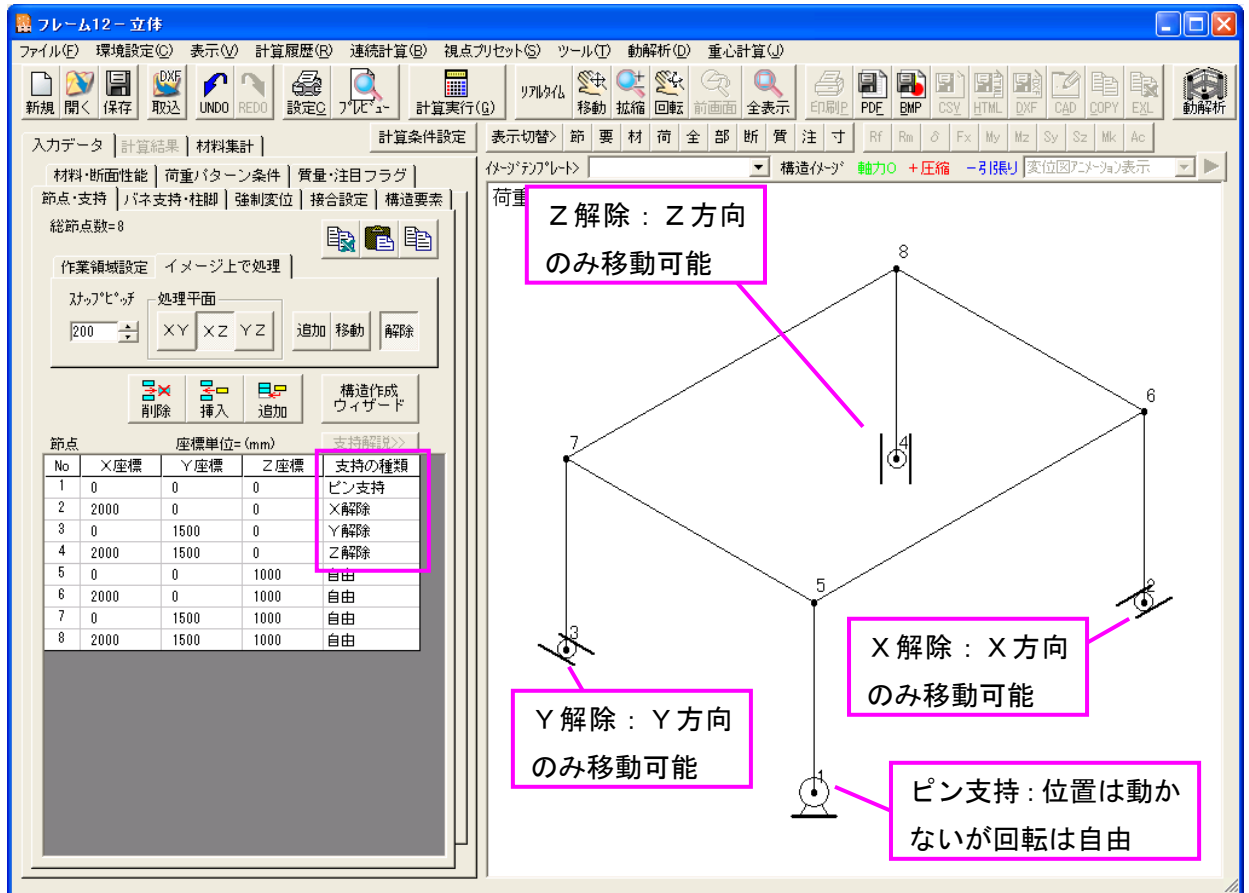 フレーム12－立体
ファイル(F) 環境設定(C) 表示(V) 計算履歴(R) 連続計算(B) 視点プリセット(S) ツール(T) 動解析(D) 重心計算(J)
新規 開く 保存 DXF 取込 UNDO REDO 設定C プレビュー 計算実行(G) リアルタイム 移動 拡縮 回転 前画面 全表示 印刷P PDF BMP CSV HTML DXF CAD COPY EXL 動解析
入力データ 計算結果 材料集計 計算条件設定 表示切替> 節 要 材 荷 全 部 断 質 注 寸 Rf Rm δ Fx My Mz Sy Sz Mk Ac
材料・断面性能 荷重パターン条件 質量・注目フラグ イメージテンプレート> 構造イメージ 軸力0 +圧縮 -引張り 変位図アニメーション表示
節点・支持 バネ支持・柱脚 強制変位 接合設定 構造要素
荷重
総節点数=8
作業領域設定 イメージ上で処理
スナップピッチ 処理平面
200 XY XZ YZ 追加 移動 解除
削除 挿入 追加 構造作成
ウィザード
節点 座標単位=(mm) 支持解説>>
No X座標 Y座標 Z座標 支持の種類
1 0 0 0 ピン支持
2 2000 0 0 X解除
3 0 1500 0 Y解除
4 2000 1500 0 Z解除
5 0 0 1000 自由
6 2000 0 1000 自由
7 0 1500 1000 自由
8 2000 1500 1000 自由
Z解除：Z方向
のみ移動可能
8
6
7
4
5
2
3
X解除：X方向
のみ移動可能
Y解除：Y方向
のみ移動可能
1
ピン支持：位置は動か
ないが回転は自由